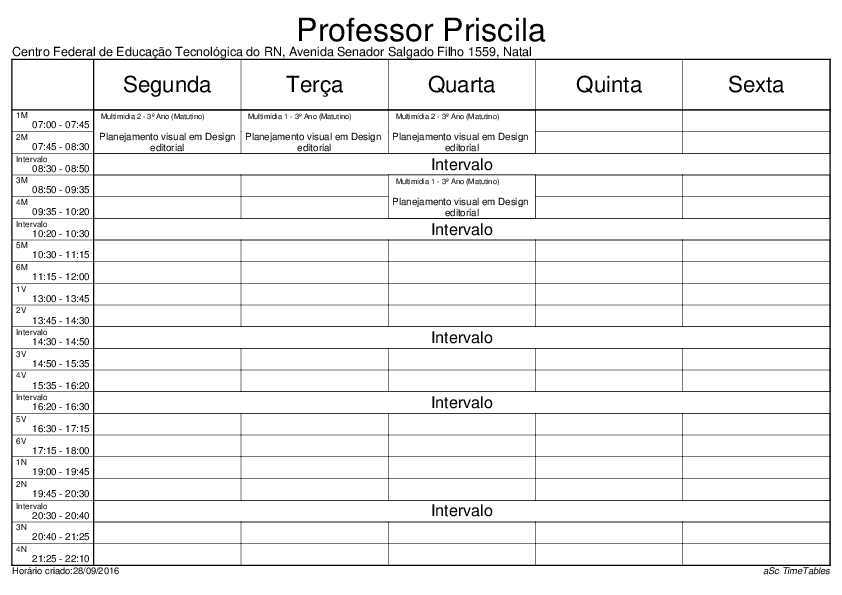 Professor Priscila
Centro Federal de Educação Tecnológica do RN, Avenida Senador Salgado Filho 1559, Natal
Segunda Terça Quarta Quinta Sexta
1M
07:00 - 07:45
Multimídia 2 - 3º Ano (Matutino) Multimídia 1 - 3º Ano (Matutino) Multimídia 2 - 3º Ano (Matutino)
2M
07:45 - 08:30
Planejamento visual em Design Planejamento visual em Design Planejamento visual em Design
editorial editorial editorial
Intervalo
08:30 - 08:50
Intervalo
3M
08:50 - 09:35
Multimídia 1 - 3º Ano (Matutino)
4M
09:35 - 10:20
Planejamento visual em Design
editorial
Intervalo
10:20 - 10:30
Intervalo
5M
10:30 - 11:15
6M
11:15 - 12:00
1V
13:00 - 13:45
2V
13:45 - 14:30
Intervalo
14:30 - 14:50
Intervalo
3V
14:50 - 15:35
4V
15:35 - 16:20
Intervalo
16:20 - 16:30
Intervalo
5V
16:30 - 17:15
6V
17:15 - 18:00
1N
19:00 - 19:45
2N
19:45 - 20:30
Intervalo
20:30 - 20:40
Intervalo
3N
20:40 - 21:25
4N
21:25 - 22:10
Horário criado:28/09/2016 aSc TimeTables